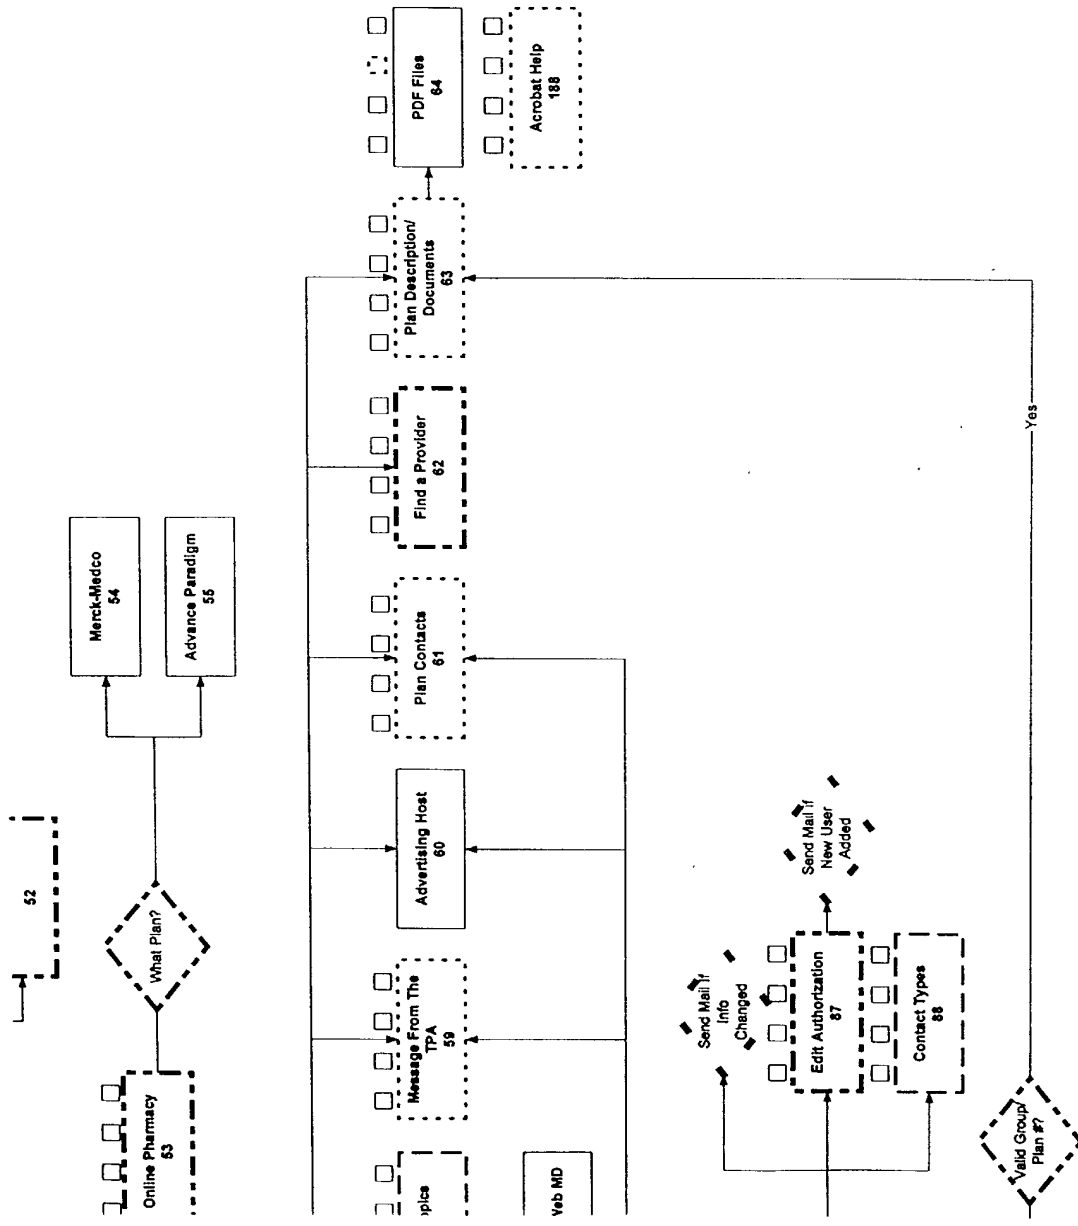 52
Online Pharmacy
53
What Plan?
Merck-Medco
54
Advance Paradigm
55
Message From The
TPA
59
Advertising Host
60
Plan Contacts
61
Find a Provider
62
Plan Description/
Documents
63
PDF Files
64
Acrobat Help
188
Web MD
Send Mail if
Info
Changed
Edit Authorization
87
Send Mail if
New User
Added
Contact Types
88
Valid Group/
Plan #?
Yes